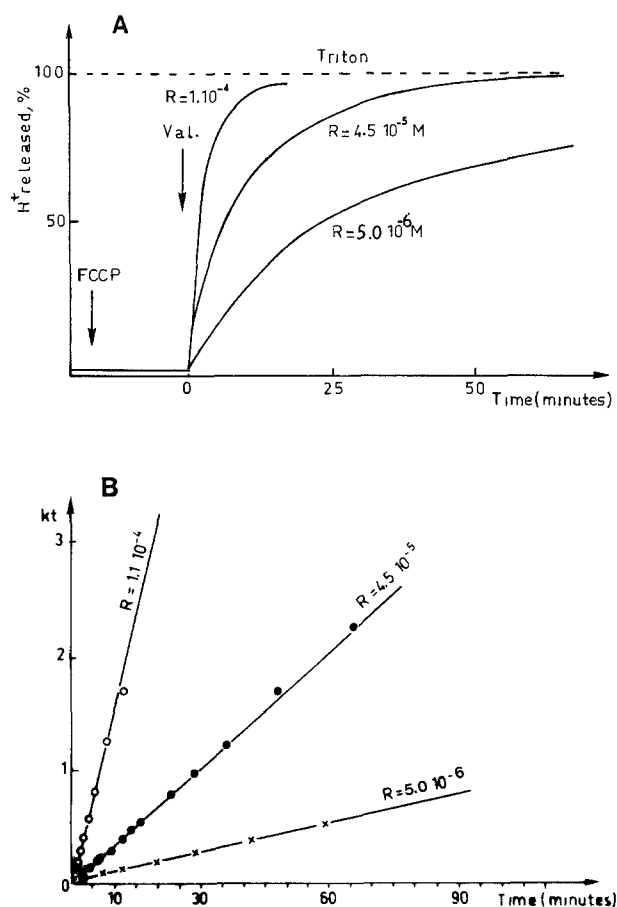 A
Triton
100
R=1.10⁻⁴
Val.
R=4.5 10⁻⁵ M
H⁺ released, %
50
R=5.0 10⁻⁶ M
FCCP
0
25
50
Time (minutes)
B
kt
3
R = 1.1 10⁻⁴
R = 4.5 10⁻⁵
2
1
R = 5.0 10⁻⁶
0
10
30
60
90
Time (minutes)